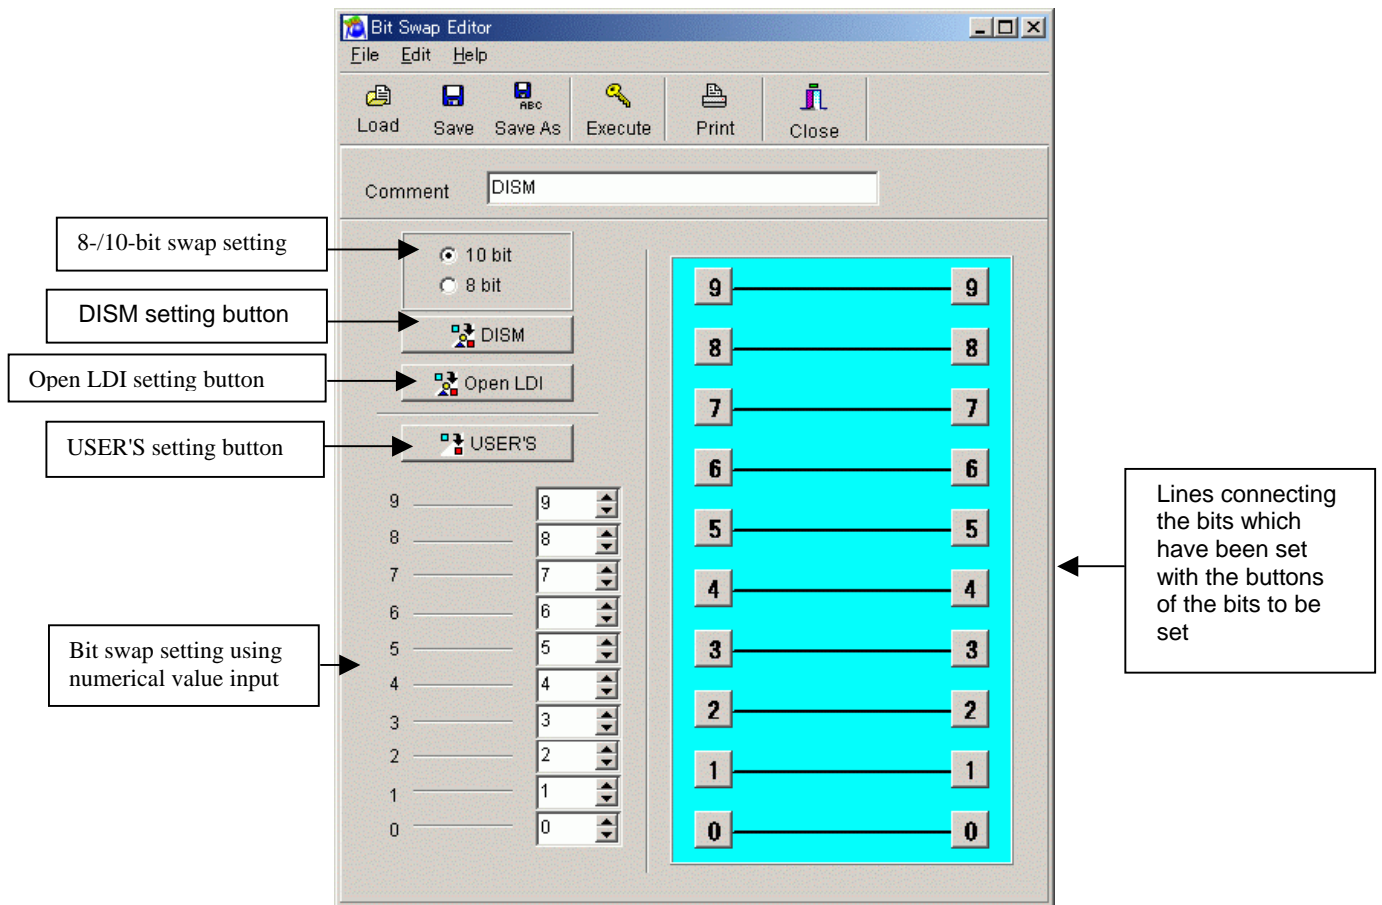 Bit Swap Editor
File Edit Help
Load Save Save As Execute Print Close
ABC
Comment DISM
8-/10-bit swap setting
10 bit
8 bit
DISM setting button
DISM
Open LDI setting button
Open LDI
USER'S setting button
USER'S
Bit swap setting using
numerical value input
9 9
8 8
7 7
6 6
5 5
4 4
3 3
2 2
1 1
0 0
9 9
8 8
7 7
6 6
5 5
4 4
3 3
2 2
1 1
0 0
Lines connecting
the bits which
have been set
with the buttons
of the bits to be
set